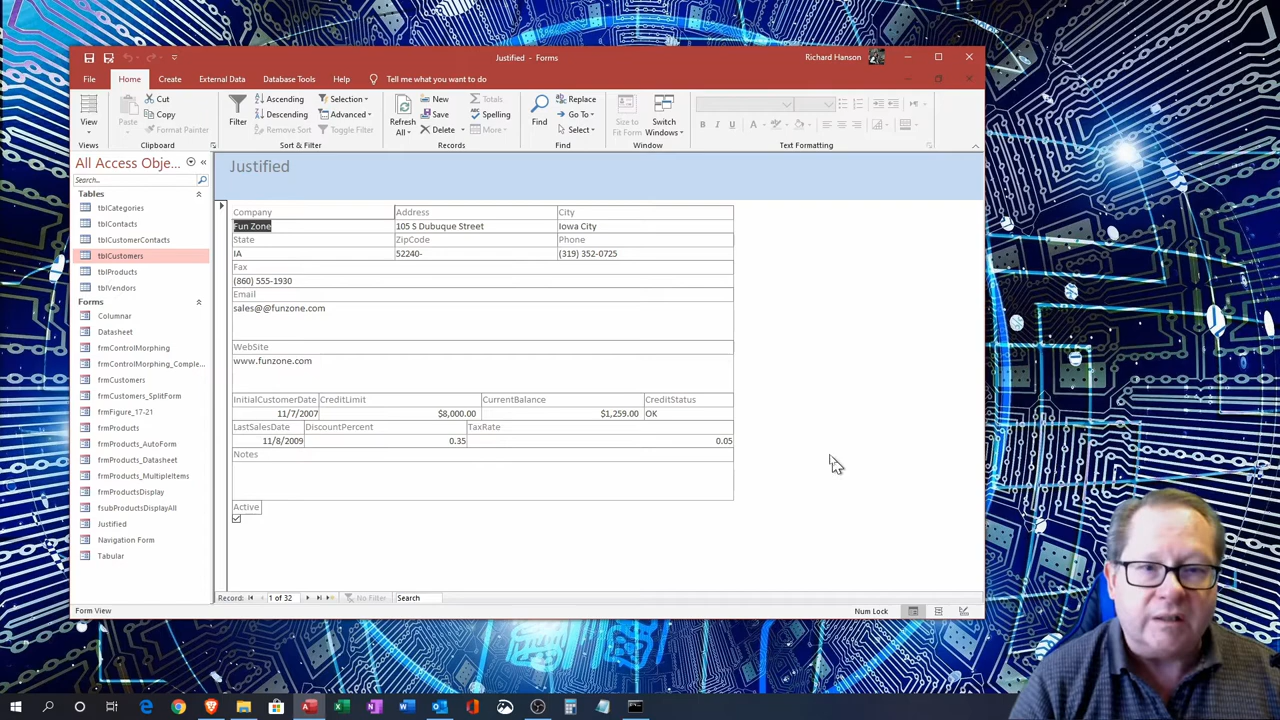 Justified - Forms
Richard Hanson
File Home Create External Data Database Tools Help Tell me what you want to do
View
Views
Paste
Cut
Copy
Format Painter
Clipboard
Filter
Ascending
Descending
Remove Sort
Selection
Advanced
Toggle Filter
Sort & Filter
Refresh
All
New
Save
Delete
Totals
Spelling
More
Records
Find
Replace
Go To
Select
Find
Size to
Fit Form
Switch
Windows
Window
B I U A
Text Formatting
All Access Obje...
Search...
Tables
tblCategories
tblContacts
tblCustomerContacts
tblCustomers
tblProducts
tblVendors
Forms
Columnar
Datasheet
frmControlMorphing
frmControlMorphing_Comple...
frmCustomers
frmCustomers_SplitForm
frmFigure_17-21
frmProducts
frmProducts_AutoForm
frmProducts_Datasheet
frmProducts_MultipleItems
frmProductsDisplay
fsubProductsDisplayAll
Justified
Navigation Form
Tabular
Justified
Company Address City
Fun Zone 105 S Dubuque Street Iowa City
State ZipCode Phone
IA 52240- (319) 352-0725
Fax
(860) 555-1930
Email
sales@@funzone.com
WebSite
www.funzone.com
InitialCustomerDate CreditLimit CurrentBalance CreditStatus
11/7/2007 $8,000.00 $1,259.00 OK
LastSalesDate DiscountPercent TaxRate
11/8/2009 0.35 0.05
Notes
Active
Record: 1 of 32 No Filter Search
Form View Num Lock